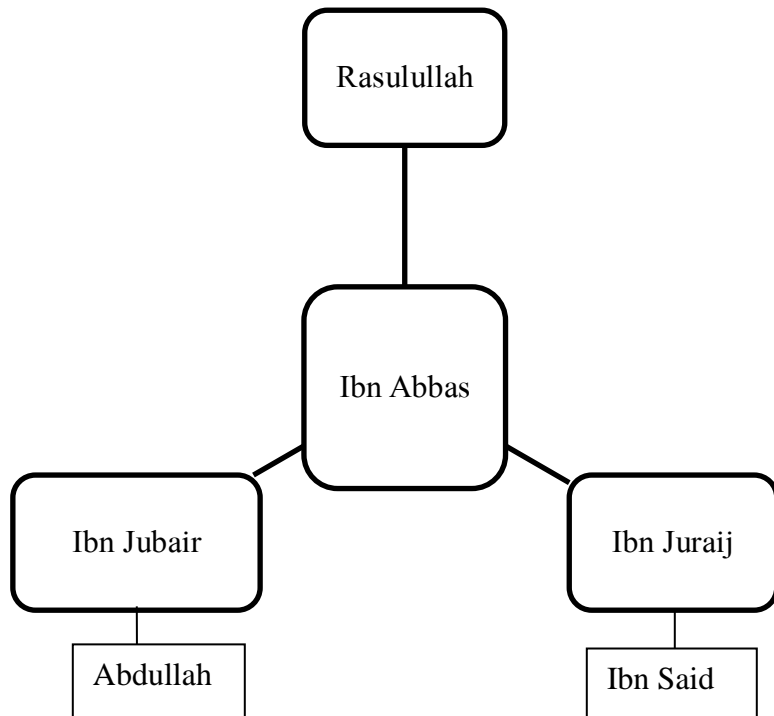 Rasulullah
Ibn Abbas
Ibn Jubair
Ibn Juraij
Abdullah
Ibn Said